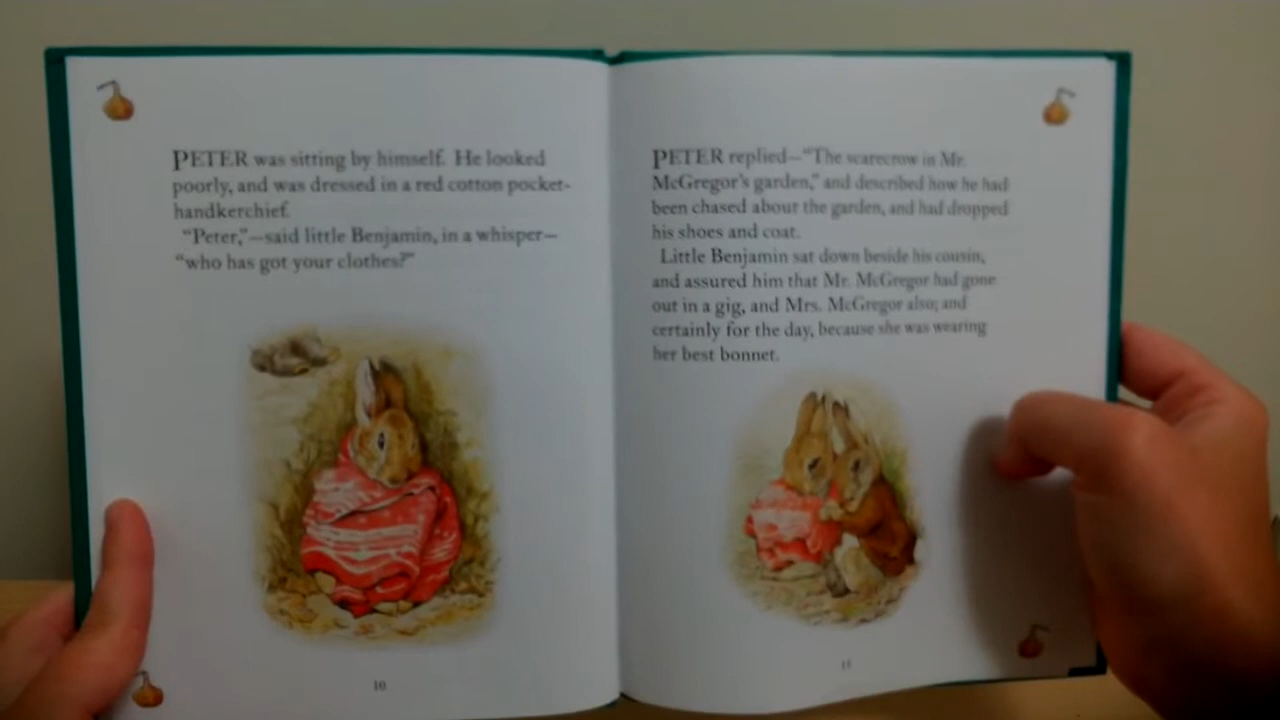 PETER was sitting by himself. He looked
poorly, and was dressed in a red cotton pocket-
handkerchief.
"Peter,"—said little Benjamin, in a whisper—
"who has got your clothes?"
10
PETER replied—"The scarecrow in Mr.
McGregor's garden," and described how he had
been chased about the garden, and had dropped
his shoes and coat.
Little Benjamin sat down beside his cousin,
and assured him that Mr. McGregor had gone
out in a gig, and Mrs. McGregor also; and
certainly for the day, because she was wearing
her best bonnet.